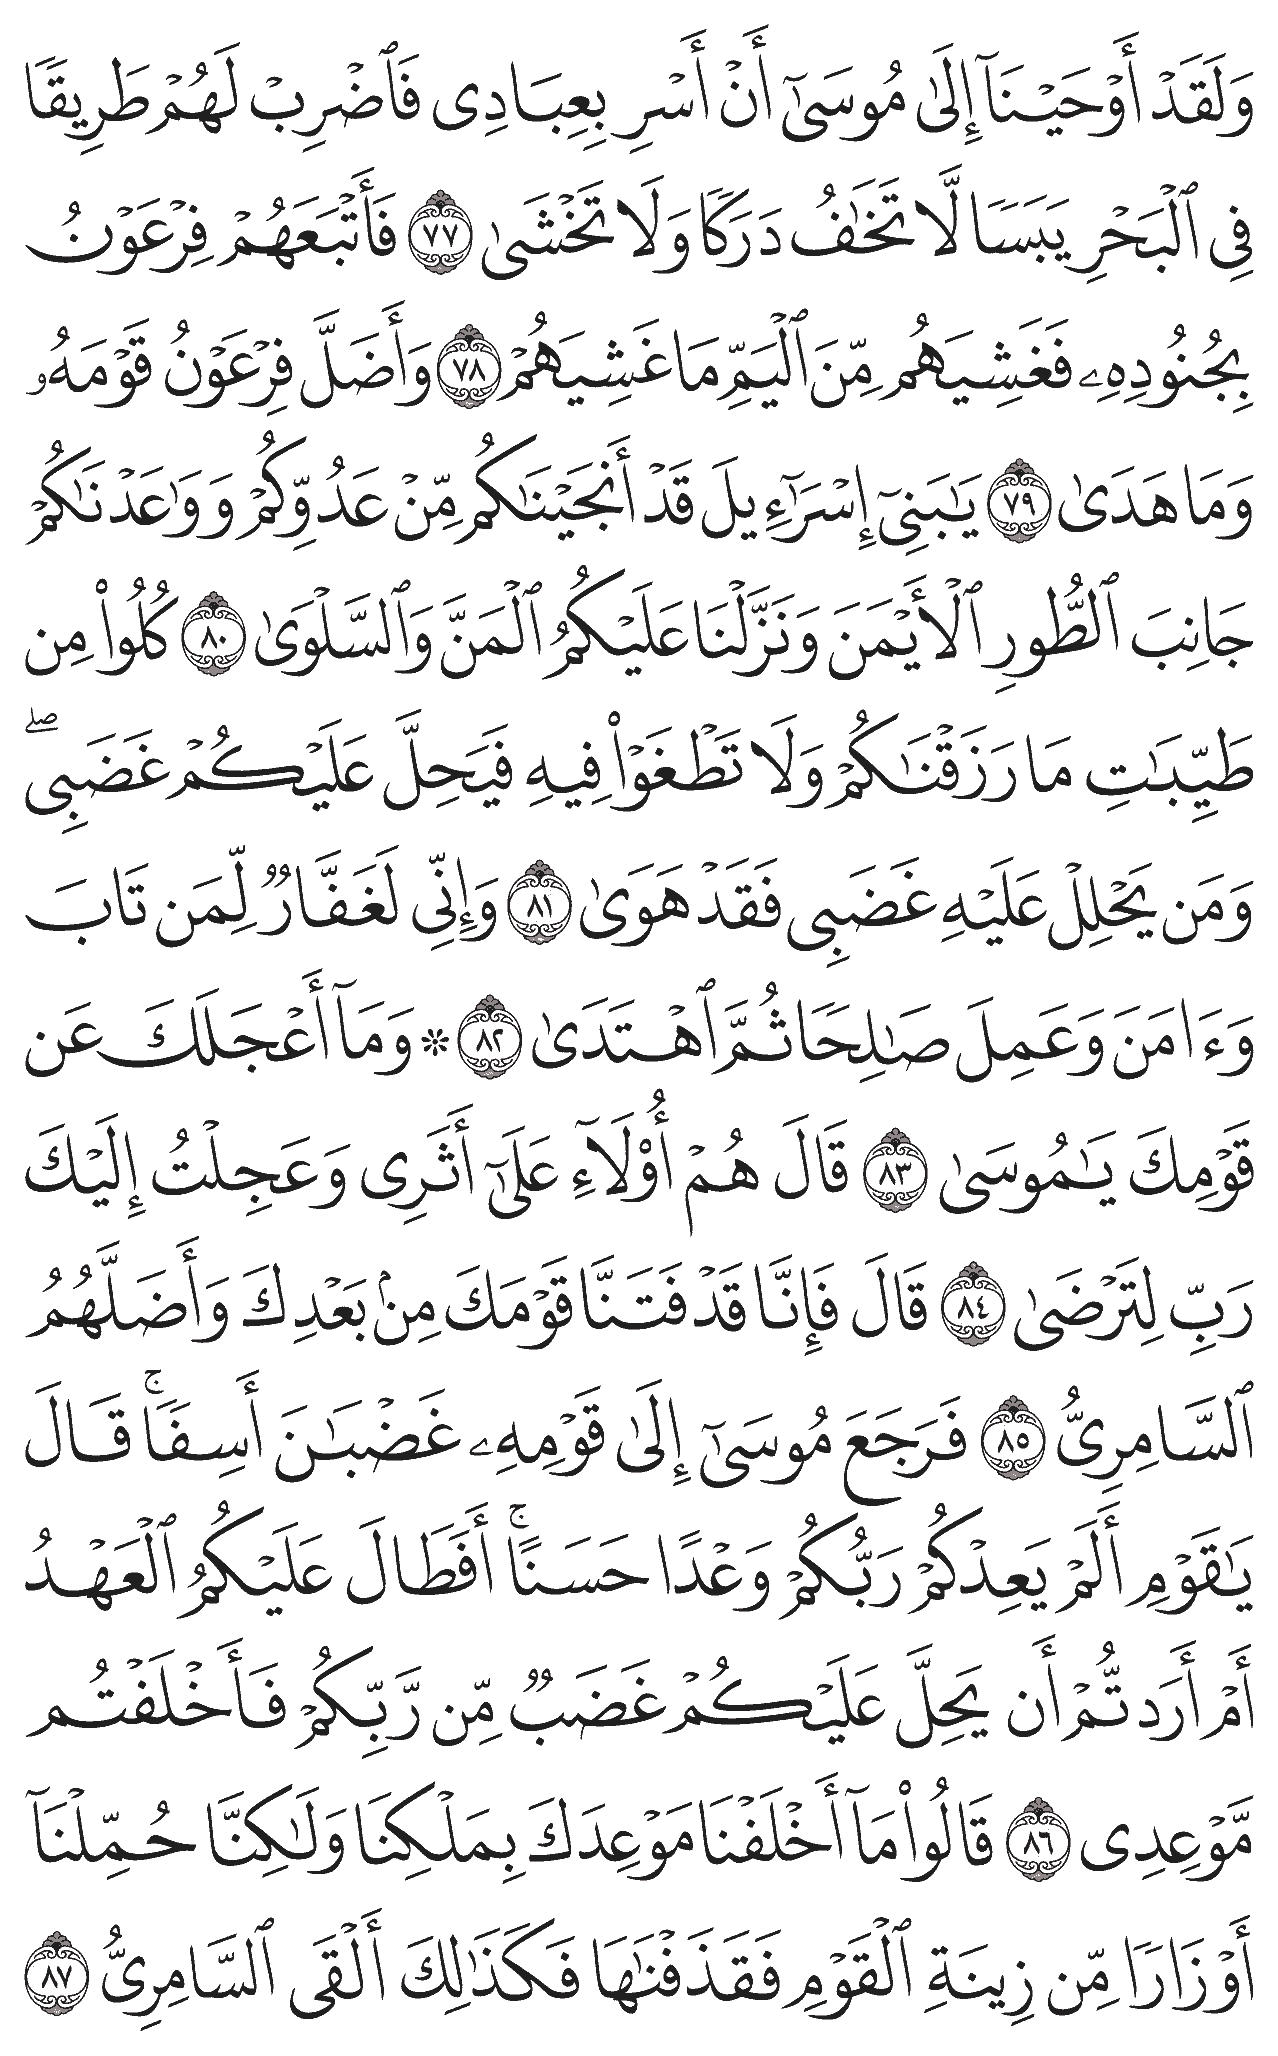 وَلَقَدۡ أَوۡحَيۡنَآ إِلَىٰ مُوسَىٰٓ أَنۡ أَسۡرِ بِعِبَادِي فَٱضۡرِبۡ لَهُمۡ طَرِيقٗا
فِي ٱلۡبَحۡرِ يَبَسٗا لَّا تَخَٰفُ دَرَكٗا وَلَا تَخۡشَىٰ ٧٧ فَأَتۡبَعَهُمۡ فِرۡعَوۡنُ
بِجُنُودِهِۦ فَغَشِيَهُم مِّنَ ٱلۡيَمِّ مَا غَشِيَهُمۡ ٧٨ وَأَضَلَّ فِرۡعَوۡنُ قَوۡمَهُۥ
وَمَا هَدَىٰ ٧٩ يَٰبَنِيٓ إِسۡرَٰٓءِيلَ قَدۡ أَنجَيۡنَٰكُم مِّنۡ عَدُوِّكُمۡ وَوَٰعَدۡنَٰكُمۡ
جَانِبَ ٱلطُّورِ ٱلۡأَيۡمَنَ وَنَزَّلۡنَا عَلَيۡكُمُ ٱلۡمَنَّ وَٱلسَّلۡوَىٰ ٨٠ كُلُواْ مِن
طَيِّبَٰتِ مَا رَزَقۡنَٰكُمۡ وَلَا تَطۡغَوۡاْ فِيهِ فَيَحِلَّ عَلَيۡكُمۡ غَضَبِيۖ
وَمَن يَحۡلِلۡ عَلَيۡهِ غَضَبِي فَقَدۡ هَوَىٰ ٨١ وَإِنِّي لَغَفَّارٞ لِّمَن تَابَ
وَءَامَنَ وَعَمِلَ صَٰلِحٗا ثُمَّ ٱهۡتَدَىٰ ٨٢ ۞ وَمَآ أَعۡجَلَكَ عَن
قَوۡمِكَ يَٰمُوسَىٰ ٨٣ قَالَ هُمۡ أُوْلَآءِ عَلَىٰٓ أَثَرِي وَعَجِلۡتُ إِلَيۡكَ
رَبِّ لِتَرۡضَىٰ ٨٤ قَالَ فَإِنَّا قَدۡ فَتَنَّا قَوۡمَكَ مِنۢ بَعۡدِكَ وَأَضَلَّهُمُ
ٱلسَّامِرِيُّ ٨٥ فَرَجَعَ مُوسَىٰٓ إِلَىٰ قَوۡمِهِۦ غَضۡبَٰنَ أَسِفٗاۚ قَالَ
يَٰقَوۡمِ أَلَمۡ يَعِدۡكُمۡ رَبُّكُمۡ وَعۡدًا حَسَنًاۚ أَفَطَالَ عَلَيۡكُمُ ٱلۡعَهۡدُ
أَمۡ أَرَدتُّمۡ أَن يَحِلَّ عَلَيۡكُمۡ غَضَبٞ مِّن رَّبِّكُمۡ فَأَخۡلَفۡتُم
مَّوۡعِدِي ٨٦ قَالُواْ مَآ أَخۡلَفۡنَا مَوۡعِدَكَ بِمَلۡكِنَا وَلَٰكِنَّا حُمِّلۡنَآ
أَوۡزَارٗا مِّن زِينَةِ ٱلۡقَوۡمِ فَقَذَفۡنَٰهَا فَكَذَٰلِكَ أَلۡقَى ٱلسَّامِرِيُّ ٨٧